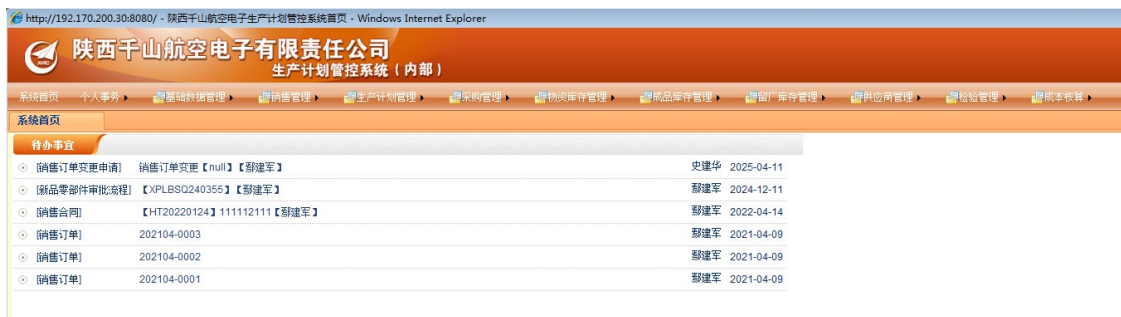 http://192.170.200.30:8080/ - 陕西千山航空电子生产计划管控系统首页 - Windows Internet Explorer
AVIC
陕西千山航空电子有限责任公司
生产计划管控系统（内部）
系统首页 个人事务 基础数据管理 销售管理 生产计划管理 采购管理 物资库存管理 成品库存管理 留厂库存管理 供应商管理 检验管理 成本核算
系统首页
待办事宜
[销售订单变更申请] 销售订单变更【null】【鄢建军】 史建华 2025-04-11
[新品零部件审批流程] 【XPLBSQ240355】【鄢建军】 鄢建军 2024-12-11
[销售合同] 【HT20220124】111112111【鄢建军】 鄢建军 2022-04-14
[销售订单] 202104-0003 鄢建军 2021-04-09
[销售订单] 202104-0002 鄢建军 2021-04-09
[销售订单] 202104-0001 鄢建军 2021-04-09